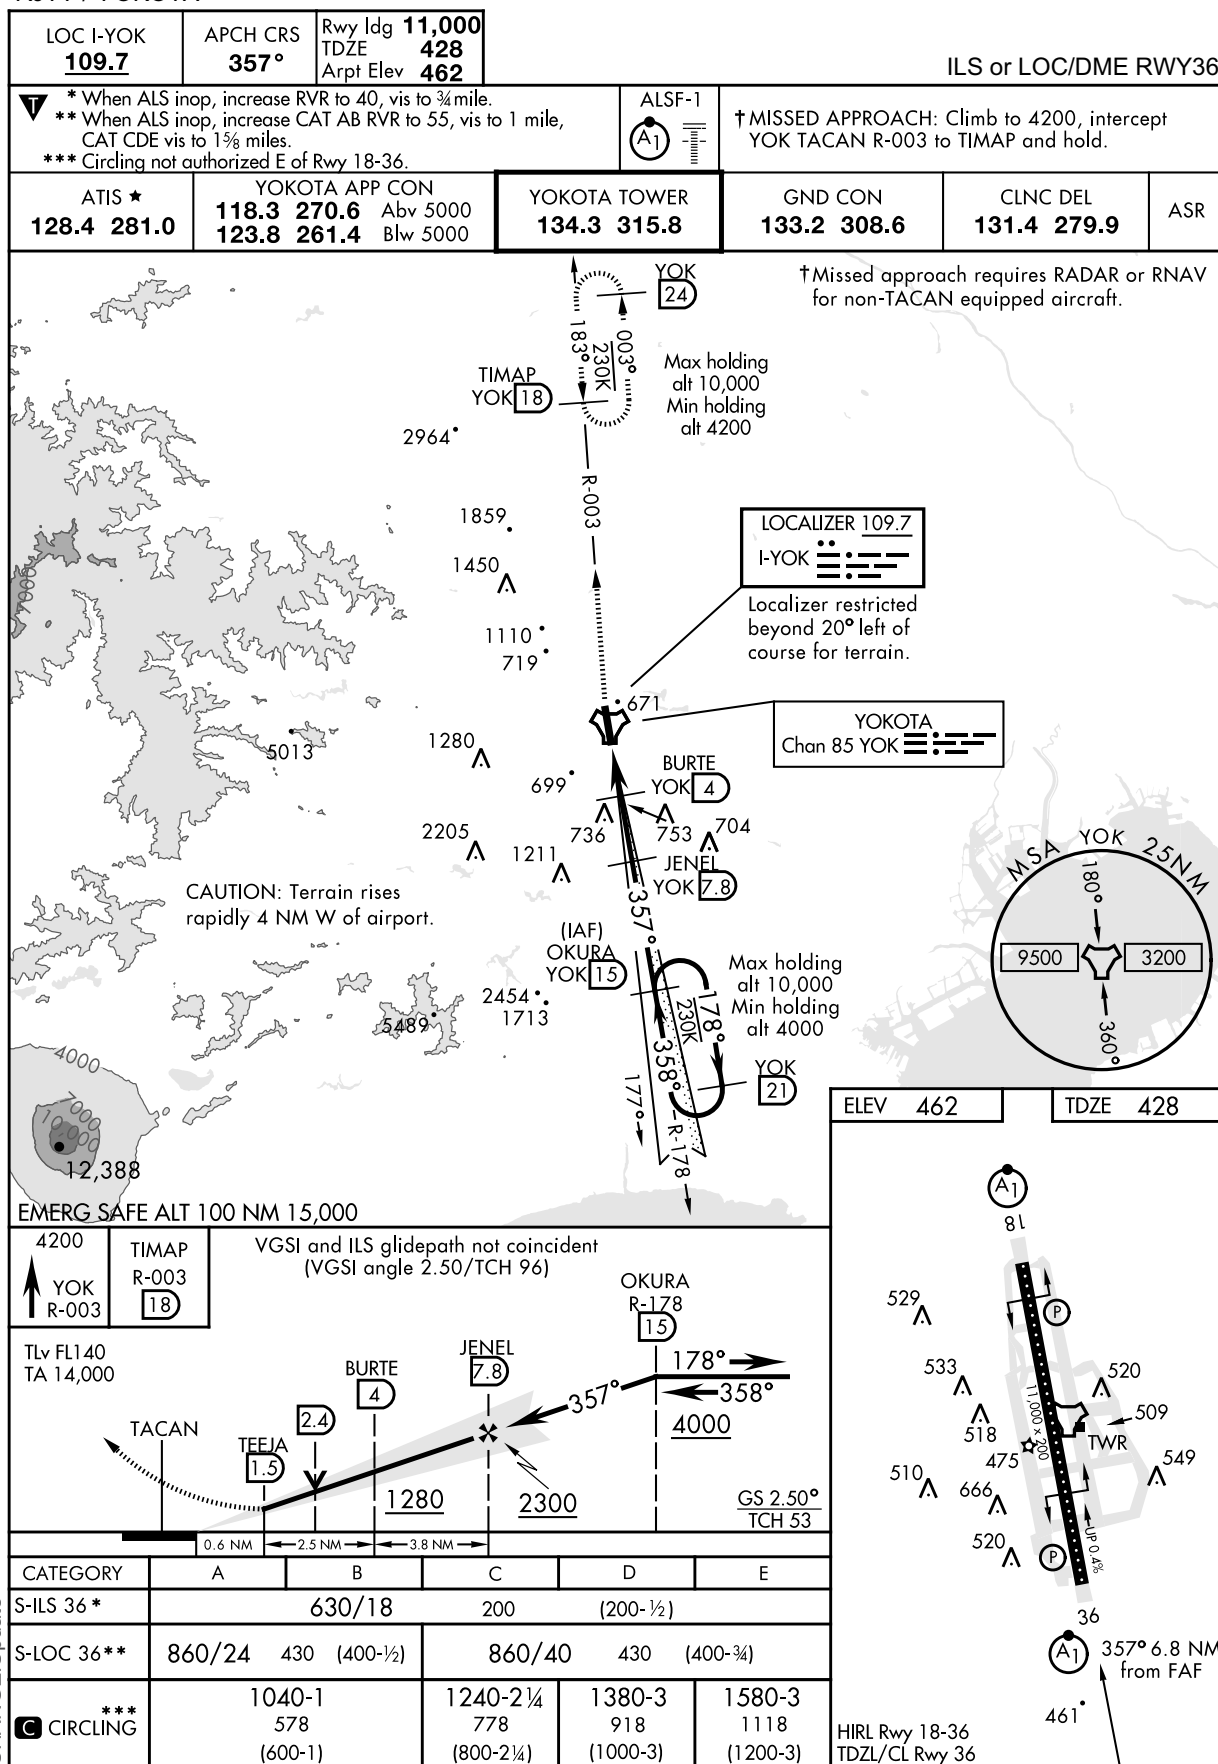 LOC I-YOK
109.7
APCH CRS
357°
Rwy ldg 11,000
TDZE 428
Arpt Elev 462
ILS or LOC/DME RWY36
T
* When ALS inop, increase RVR to 40, vis to ¾ mile.
** When ALS inop, increase CAT AB RVR to 55, vis to 1 mile,
CAT CDE vis to 1⅝ miles.
*** Circling not authorized E of Rwy 18-36.
ALSF-1
A1
†MISSED APPROACH: Climb to 4200, intercept
YOK TACAN R-003 to TIMAP and hold.
ATIS ★
128.4 281.0
YOKOTA APP CON
118.3 270.6 Abv 5000
123.8 261.4 Blw 5000
YOKOTA TOWER
134.3 315.8
GND CON
133.2 308.6
CLNC DEL
131.4 279.9
ASR
†Missed approach requires RADAR or RNAV
for non-TACAN equipped aircraft.
YOK
24
183°
003°
230K
Max holding
alt 10,000
Min holding
alt 4200
TIMAP
YOK 18
2964
R-003
1859
1450
LOCALIZER 109.7
I-YOK
Localizer restricted
beyond 20° left of
course for terrain.
7000
1110
719
671
YOKOTA
Chan 85 YOK
5013
1280
699
BURTE
YOK 4
736
753
704
2205
1211
JENEL
YOK 7.8
CAUTION: Terrain rises
rapidly 4 NM W of airport.
357°
(IAF)
OKURA
YOK 15
Max holding
alt 10,000
Min holding
alt 4000
178°
230K
358°
177°
R-178
YOK
21
2454
1713
5489
4000
7000
10000
12,388
MSA YOK 25NM
180°
9500
3200
360°
EMERG SAFE ALT 100 NM 15,000
ELEV 462
TDZE 428
4200
YOK
R-003
TIMAP
R-003
18
VGSI and ILS glidepath not coincident
(VGSI angle 2.50/TCH 96)
OKURA
R-178
15
TLv FL140
TA 14,000
JENEL
7.8
BURTE
4
2.4
TEEJA
1.5
TACAN
178°
358°
357°
4000
1280
2300
GS 2.50°
TCH 53
0.6 NM
2.5 NM
3.8 NM
A1
18
529
P
533
520
11,000 x 200
518
509
475
TWR
549
510
666
UP 0.4%
520
P
36
A1
357° 6.8 NM
from FAF
461
HIRL Rwy 18-36
TDZL/CL Rwy 36
CATEGORY A B C D E
S-ILS 36 * 630/18 200 (200-½)
S-LOC 36 ** 860/24 430 (400-½) 860/40 430 (400-¾)
C CIRCLING ***
1040-1
578
(600-1)
1240-2¼
778
(800-2¼)
1380-3
918
(1000-3)
1580-3
1118
(1200-3)